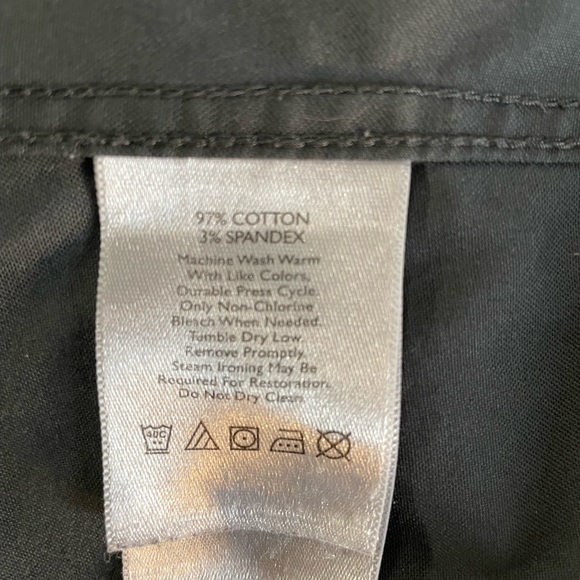 97% COTTON
3% SPANDEX
Machine Wash Warm
With Like Colors,
Durable Press Cycle.
Only Non-Chlorine
Bleach When Needed.
Tumble Dry Low.
Remove Promptly.
Steam Ironing May Be
Required For Restoration.
Do Not Dry Clean.
40C